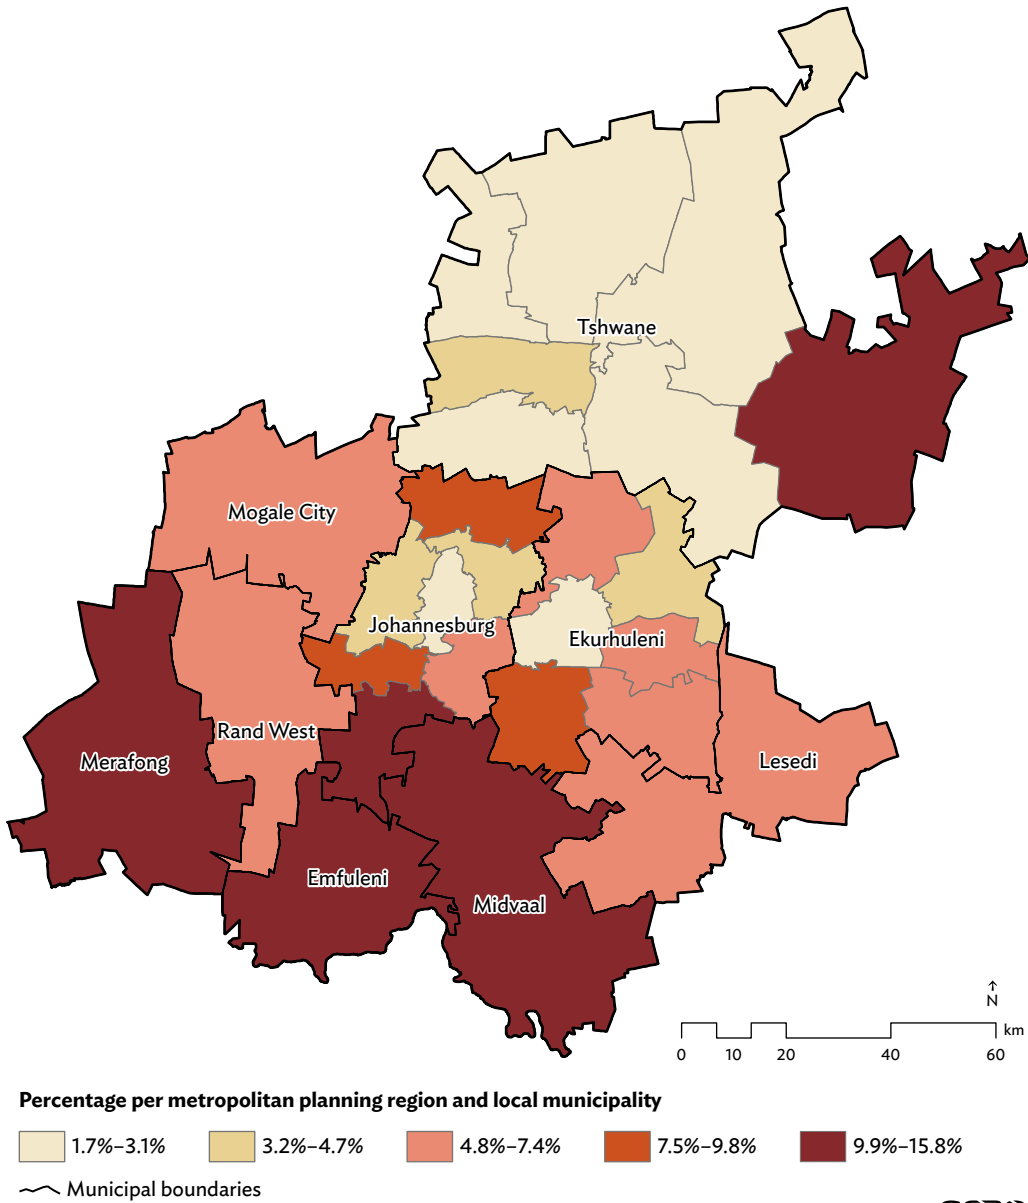 Tshwane
Mogale City
Johannesburg
Ekurhuleni
Rand West
Merafong
Lesedi
Emfuleni
Midvaal
N
km
0 10 20 40 60
Percentage per metropolitan planning region and local municipality
1.7%–3.1% 3.2%–4.7% 4.8%–7.4% 7.5%–9.8% 9.9%–15.8%
Municipal boundaries